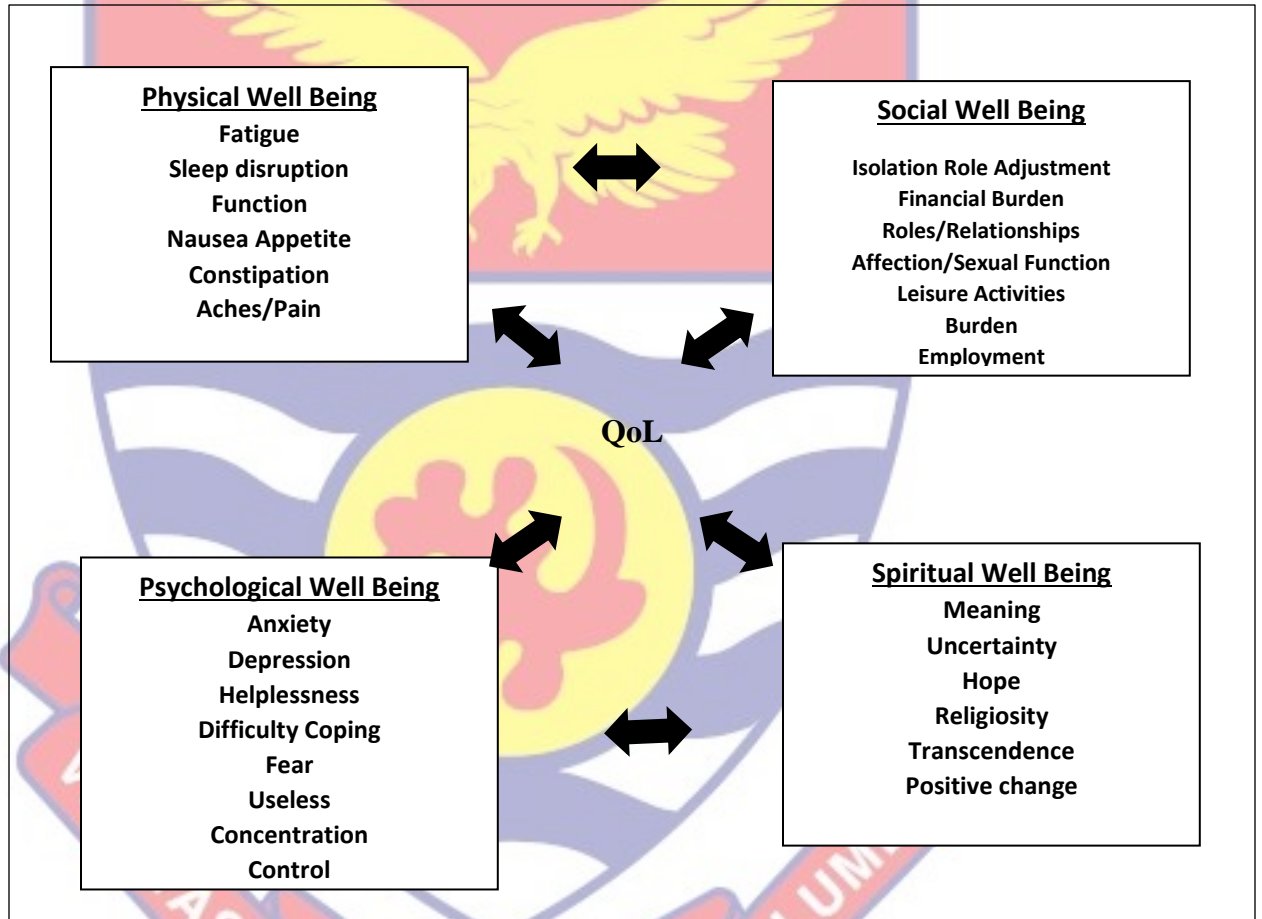 Physical Well Being
Fatigue
Sleep disruption
Function
Nausea Appetite
Constipation
Aches/Pain
Social Well Being
Isolation Role Adjustment
Financial Burden
Roles/Relationships
Affection/Sexual Function
Leisure Activities
Burden
Employment
QoL
Psychological Well Being
Anxiety
Depression
Helplessness
Difficulty Coping
Fear
Useless
Concentration
Control
Spiritual Well Being
Meaning
Uncertainty
Hope
Religiosity
Transcendence
Positive change